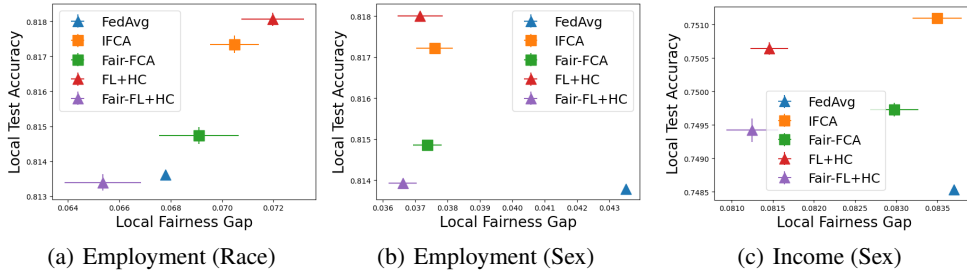 0.818
0.817
0.816
0.815
0.814
0.813
Local Test Accuracy
FedAvg
IFCA
Fair-FCA
FL+HC
Fair-FL+HC
0.064
0.066
0.068
0.070
0.072
Local Fairness Gap
(a) Employment (Race)
0.818
0.817
0.816
0.815
0.814
Local Test Accuracy
FedAvg
IFCA
Fair-FCA
FL+HC
Fair-FL+HC
0.036
0.037
0.038
0.039
0.040
0.041
0.042
0.043
Local Fairness Gap
(b) Employment (Sex)
0.7510
0.7505
0.7500
0.7495
0.7490
0.7485
Local Test Accuracy
FedAvg
IFCA
Fair-FCA
FL+HC
Fair-FL+HC
0.0810
0.0815
0.0820
0.0825
0.0830
0.0835
Local Fairness Gap
(c) Income (Sex)